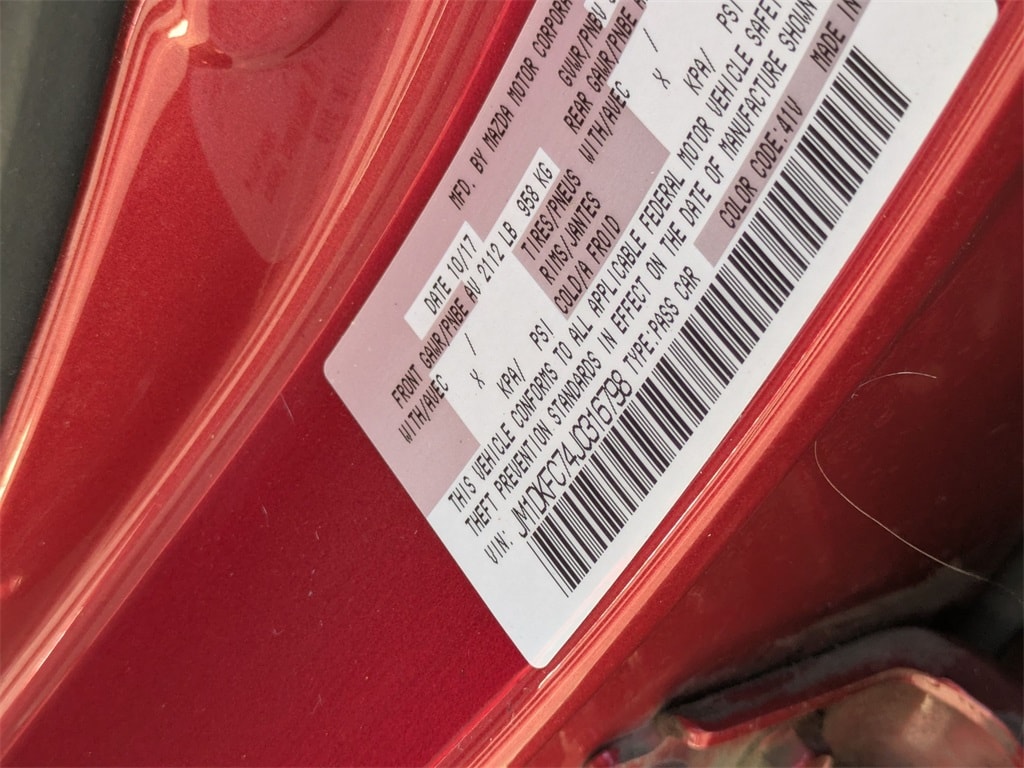 MFD. BY MAZDA MOTOR
DATE 10/17
FRONT GAWR/PNBE AV 2112 LB 958 KG
WITH/AVEC
TIRES/PNEUS
X / RIMS/JANTES
KPA/ PSI COLD/A FROID
GVWR/PNBV
REAR GAWR/PNBE
WITH/AVEC /
X
KPA/ PSI
THIS VEHICLE CONFORMS TO ALL APPLICABLE FEDERAL MOTOR VEHICLE SAFETY
THEFT PREVENTION STANDARDS IN EFFECT ON THE DATE OF MANUFACTURE SHOWN
VIN: JM1DKFC74J0316798 TYPE:PASS CAR COLOR CODE:41V MADE IN